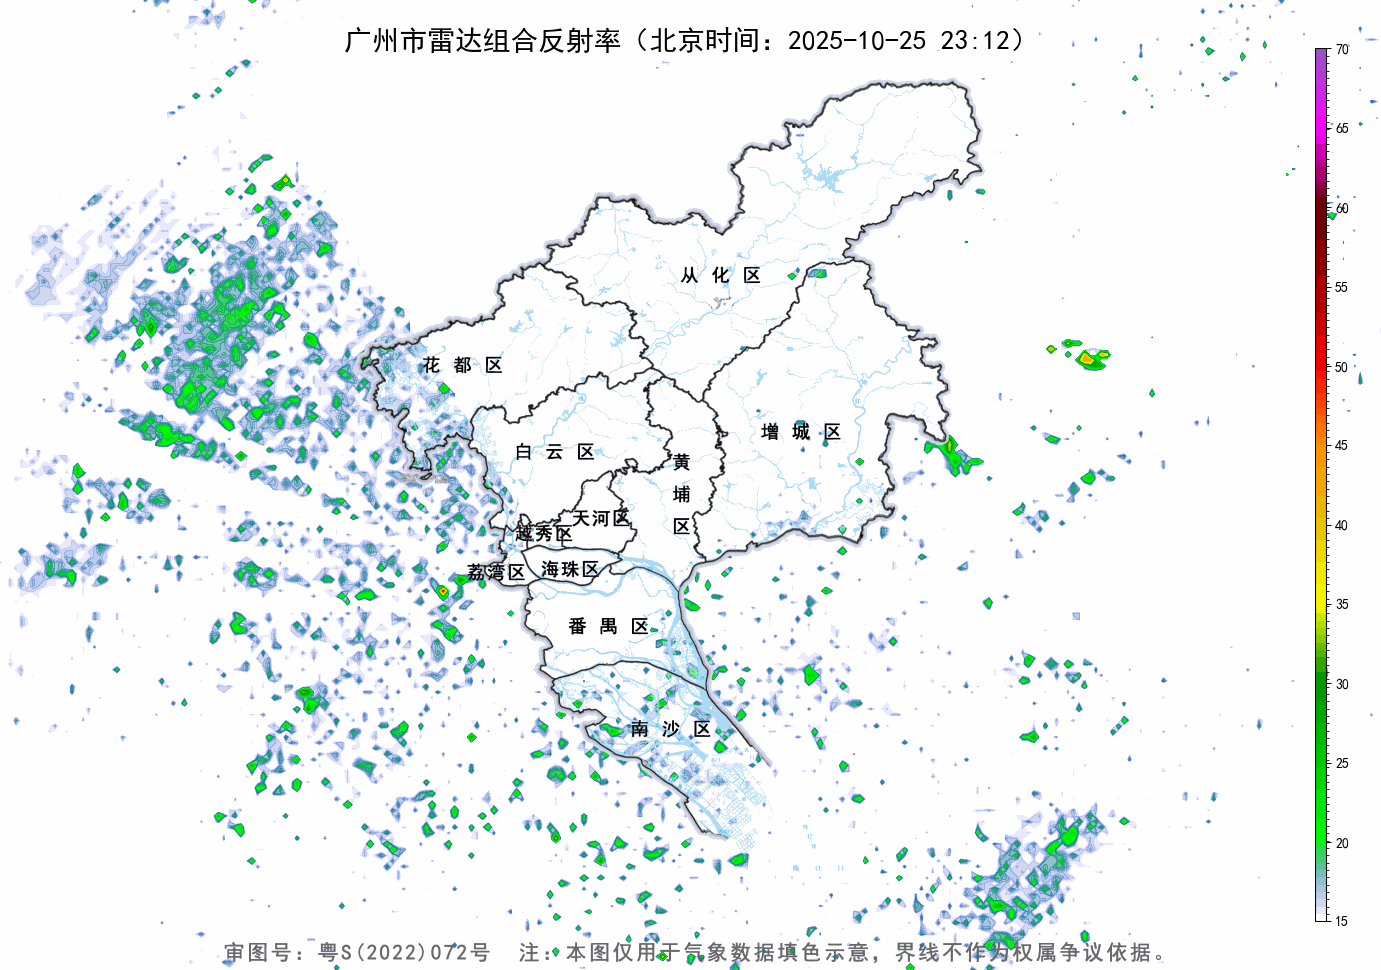 广州市雷达组合反射率（北京时间：2025-10-25 23:12）
70
65
60
55
50
45
40
35
30
25
20
15
从化区
花都区
增城区
白云区
黄埔区
天河区
越秀区
荔湾区
海珠区
番禺区
南沙区
审图号：粤S(2022)072号 注：本图仅用于气象数据填色示意，界线不作为权属争议依据。